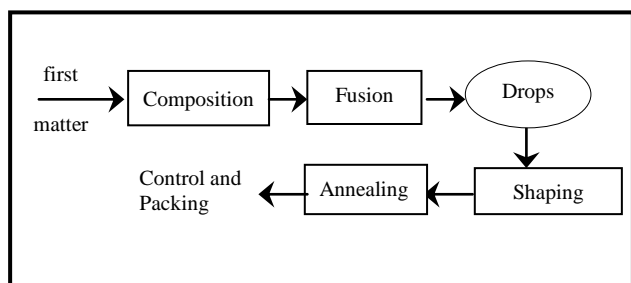 first
matter
Composition
Fusion
Drops
Shaping
Annealing
Control and
Packing